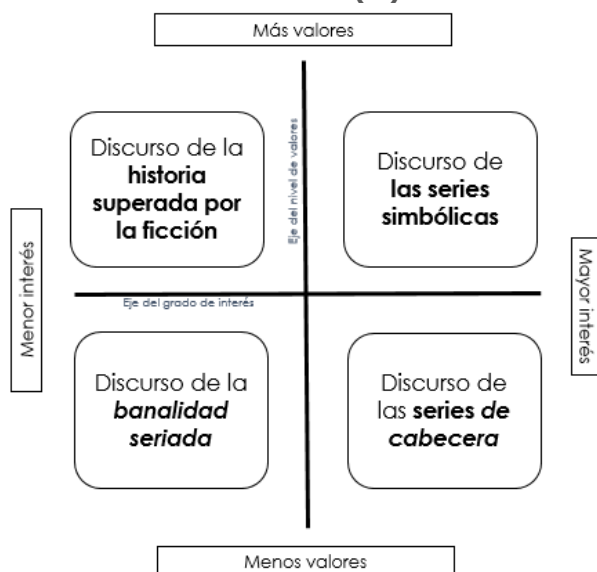 Más valores
Discurso de la
historia
superada por
la ficción
Eje del nivel de valores
Discurso de
las series
simbólicas
Menor interés
Mayor interés
Eje del grado de interés
Discurso de la
banalidad
seriada
Discurso de
las series de
cabecera
Menos valores